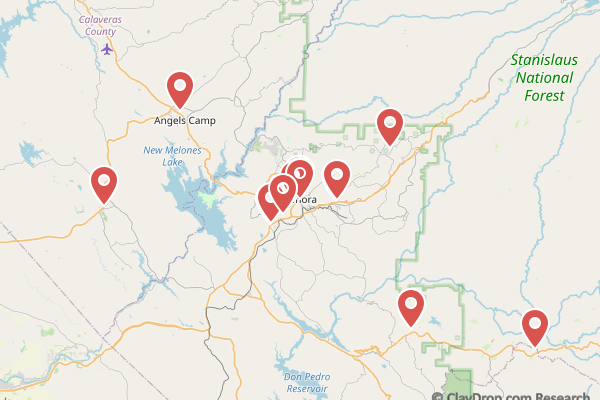 Calaveras
County
Stanislaus
National
Forest
Angels Camp
New Melones
Lake
nora
Don Pedro
Reservoir
© ClayDrop.com Research